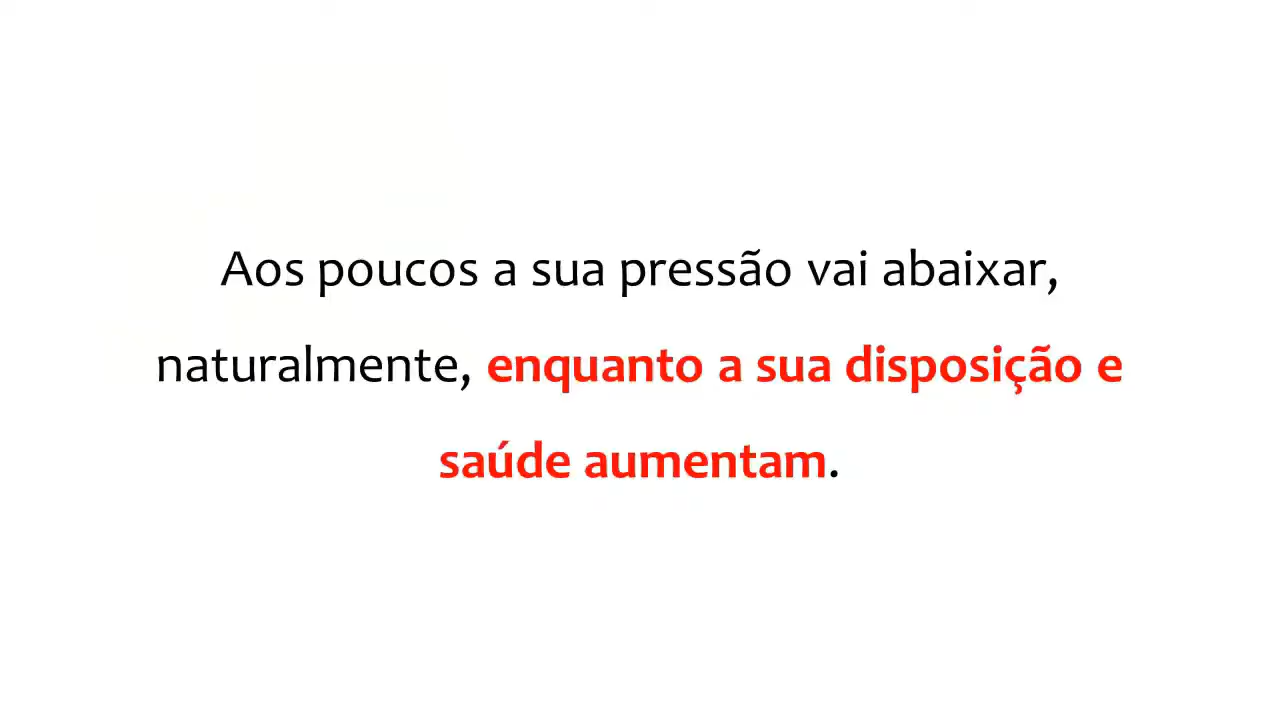 Aos poucos a sua pressão vai abaixar,
naturalmente, enquanto a sua disposição e
saúde aumentam.